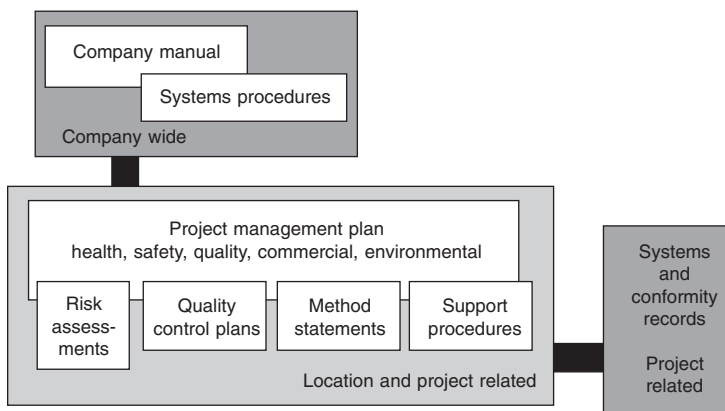 Company manual
Systems procedures
Company wide
Project management plan
health, safety, quality, commercial, environmental
Risk
assess-
ments
Quality
control plans
Method
statements
Support
procedures
Location and project related
Systems
and
conformity
records
Project
related